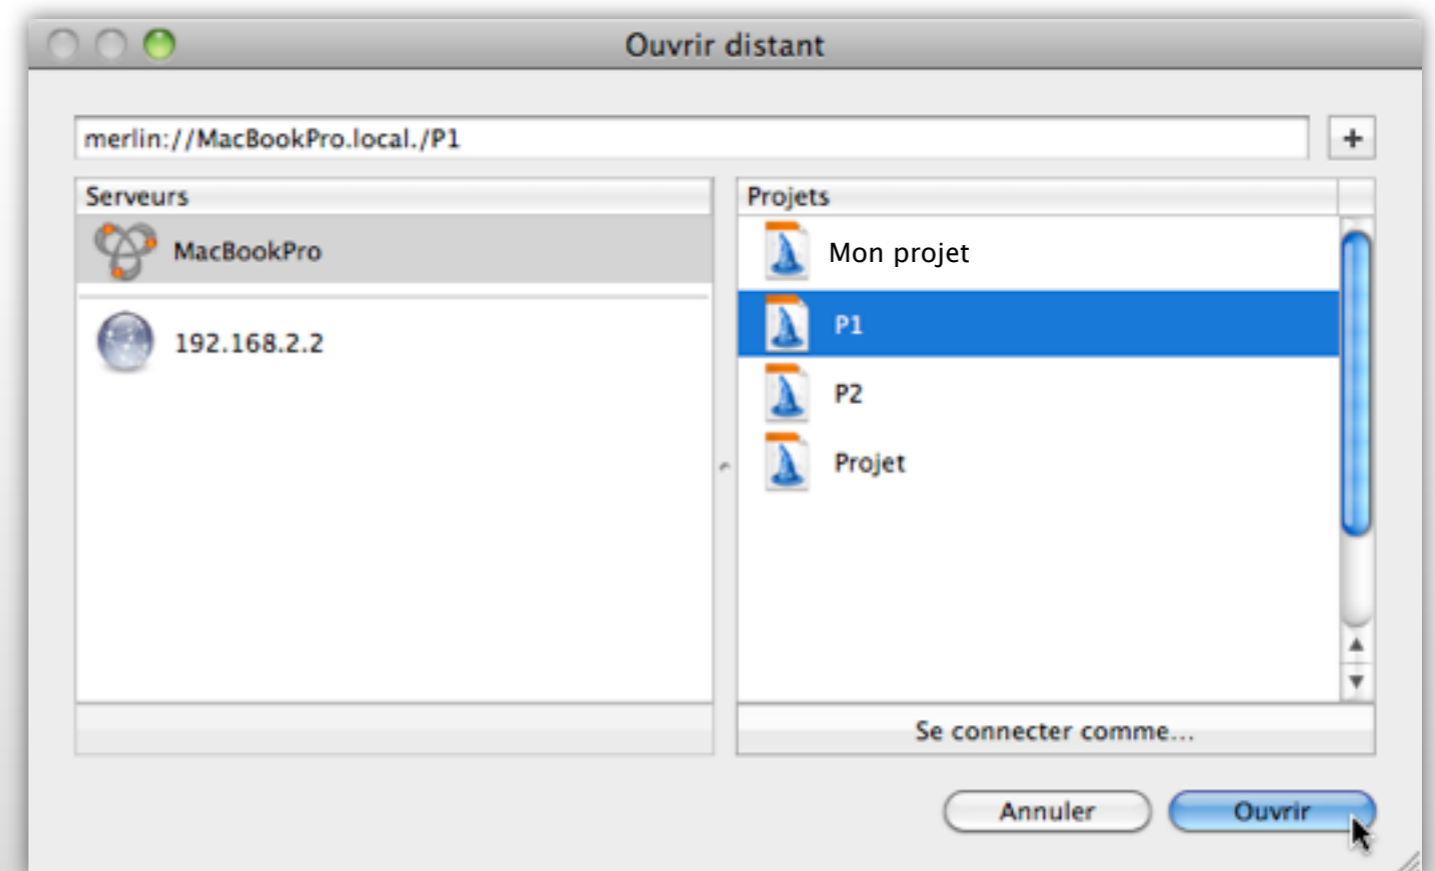 Ouvrir distant
merlin://MacBookPro.local./P1
+
Serveurs
MacBookPro
192.168.2.2
Projets
Mon projet
P1
P2
Projet
Se connecter comme...
Annuler
Ouvrir